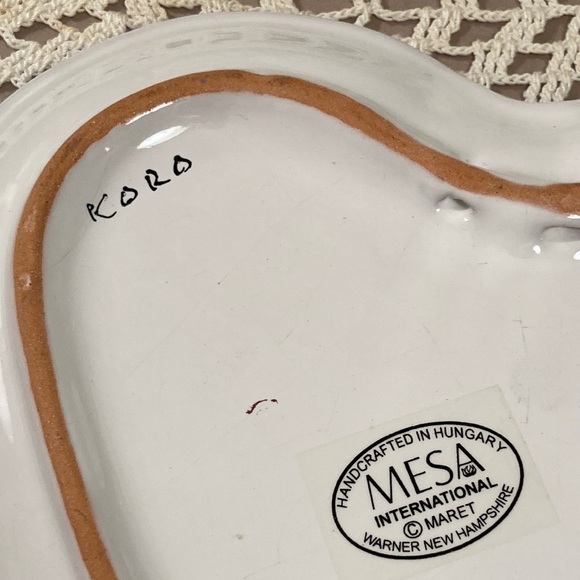 KORO
HANDCRAFTED IN HUNGARY
MESA
INTERNATIONAL
© MARET
WARNER NEW HAMPSHIRE